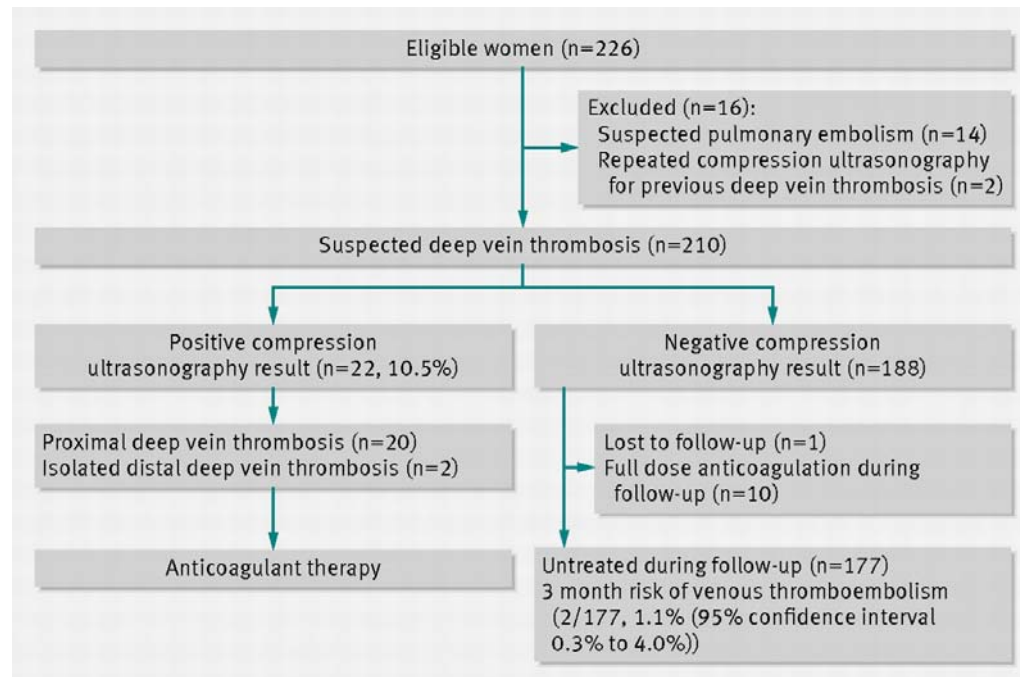 Eligible women (n=226)
Excluded (n=16):
Suspected pulmonary embolism (n=14)
Repeated compression ultrasonography
for previous deep vein thrombosis (n=2)
Suspected deep vein thrombosis (n=210)
Positive compression
ultrasonography result (n=22, 10.5%)
Negative compression
ultrasonography result (n=188)
Proximal deep vein thrombosis (n=20)
Isolated distal deep vein thrombosis (n=2)
Lost to follow-up (n=1)
Full dose anticoagulation during
follow-up (n=10)
Anticoagulant therapy
Untreated during follow-up (n=177)
3 month risk of venous thromboembolism
(2/177, 1.1% (95% confidence interval
0.3% to 4.0%))